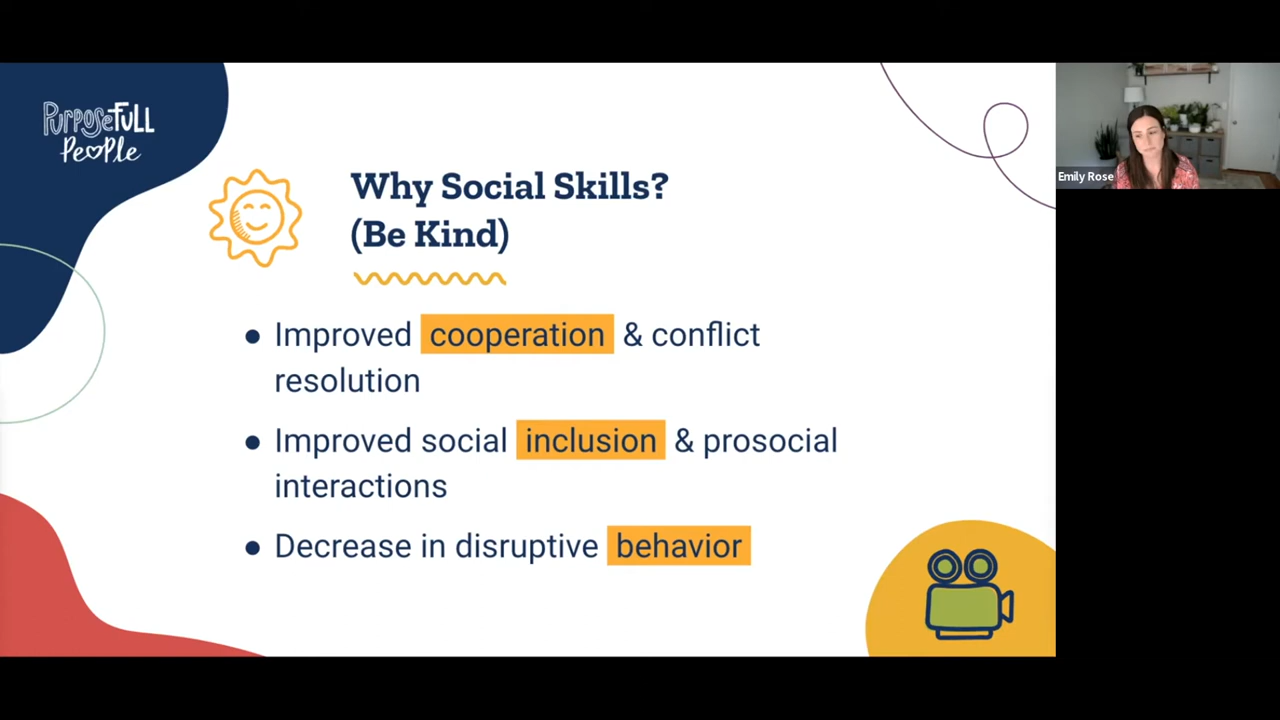 PurposeFULL
PeoPle
Why Social Skills?
(Be Kind)
● Improved cooperation & conflict
resolution
● Improved social inclusion & prosocial
interactions
● Decrease in disruptive behavior
Emily Rose